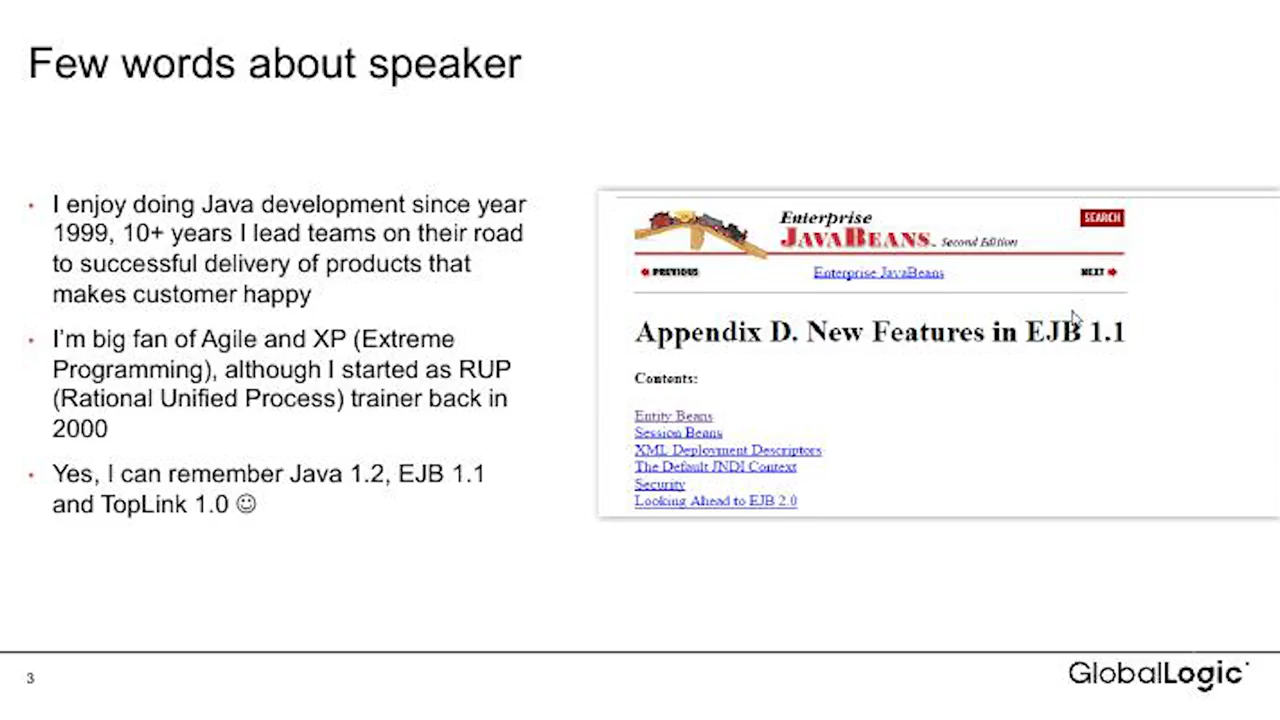 Few words about speaker
• I enjoy doing Java development since year
1999, 10+ years I lead teams on their road
to successful delivery of products that
makes customer happy
• I'm big fan of Agile and XP (Extreme
Programming), although I started as RUP
(Rational Unified Process) trainer back in
2000
• Yes, I can remember Java 1.2, EJB 1.1
and TopLink 1.0 ☺
Enterprise
JAVABEANS™ Second Edition
SEARCH
PREVIOUS
Enterprise JavaBeans
NEXT
Appendix D. New Features in EJB 1.1
Contents:
Entity Beans
Session Beans
XML Deployment Descriptors
The Default JNDI Context
Security
Looking Ahead to EJB 2.0
3
GlobalLogic